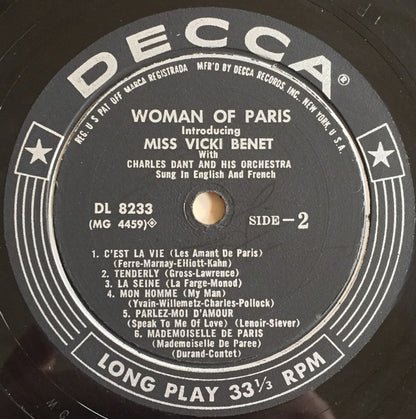 DECCA®
REG. U.S. PAT OFF. MARCA REGISTRADA MFR'D BY DECCA RECORDS, INC., NEW YORK, U.S.A.
WOMAN OF PARIS
Introducing
MISS VICKI BENET
With
CHARLES DANT AND HIS ORCHESTRA
Sung In English And French
DL 8233
(MG 4459)
SIDE-2
1. C'EST LA VIE (Les Amant De Paris)
(Ferre-Marnay-Elliott-Kahn)
2. TENDERLY (Gross-Lawrence)
3. LA SEINE (La Farge-Monod)
4. MON HOMME (My Man)
(Yvain-Willemetz-Charles-Pollock)
5. PARLEZ-MOI D'AMOUR
(Speak To Me Of Love) (Lenoir-Siever)
6. MADEMOISELLE DE PARIS
(Mademoiselle De Paree)
(Durand-Contet)
LONG PLAY 33⅓ RPM